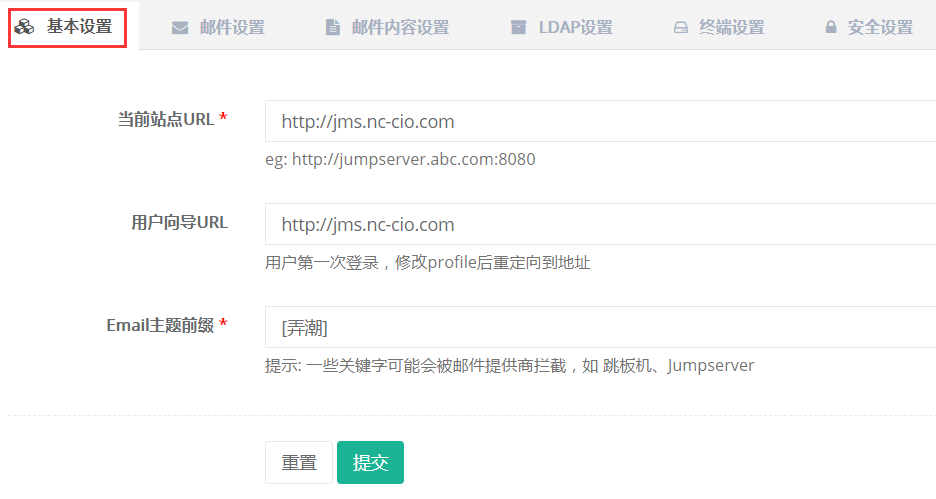 基本设置 邮件设置 邮件内容设置 LDAP设置 终端设置 安全设置
当前站点URL * http://jms.nc-cio.com
eg: http://jumpserver.abc.com:8080
用户向导URL http://jms.nc-cio.com
用户第一次登录，修改profile后重定向到地址
Email主题前缀 * [弄潮]
提示: 一些关键字可能会被邮件提供商拦截，如 跳板机、Jumpserver
重置 提交